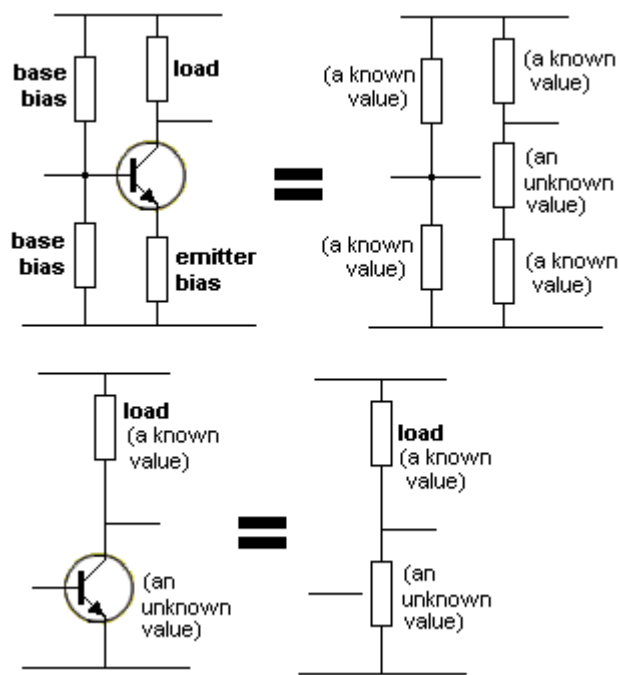 base
bias
load
base
bias
emitter
bias
(a known
value)
(a known
value)
(an
unknown
value)
(a known
value)
(a known
value)
load
(a known
value)
(an
unknown
value)
load
(a known
value)
(an
unknown
value)